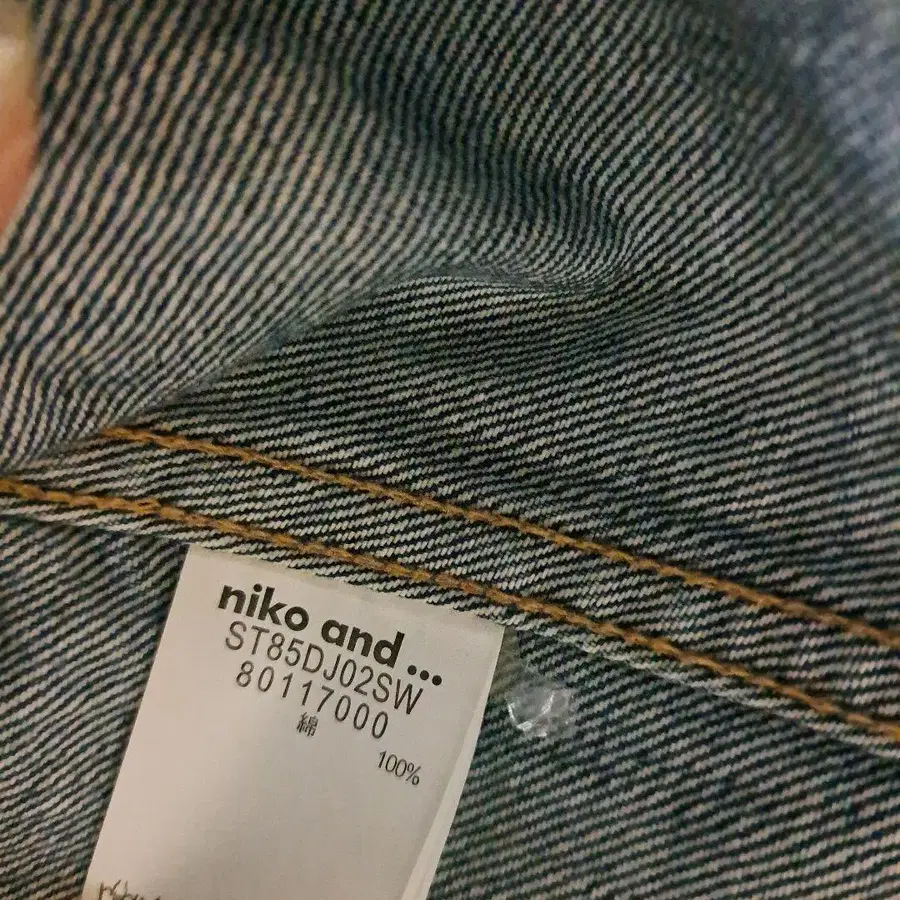 niko and ...
ST85DJ02SW
80117000
綿
100%